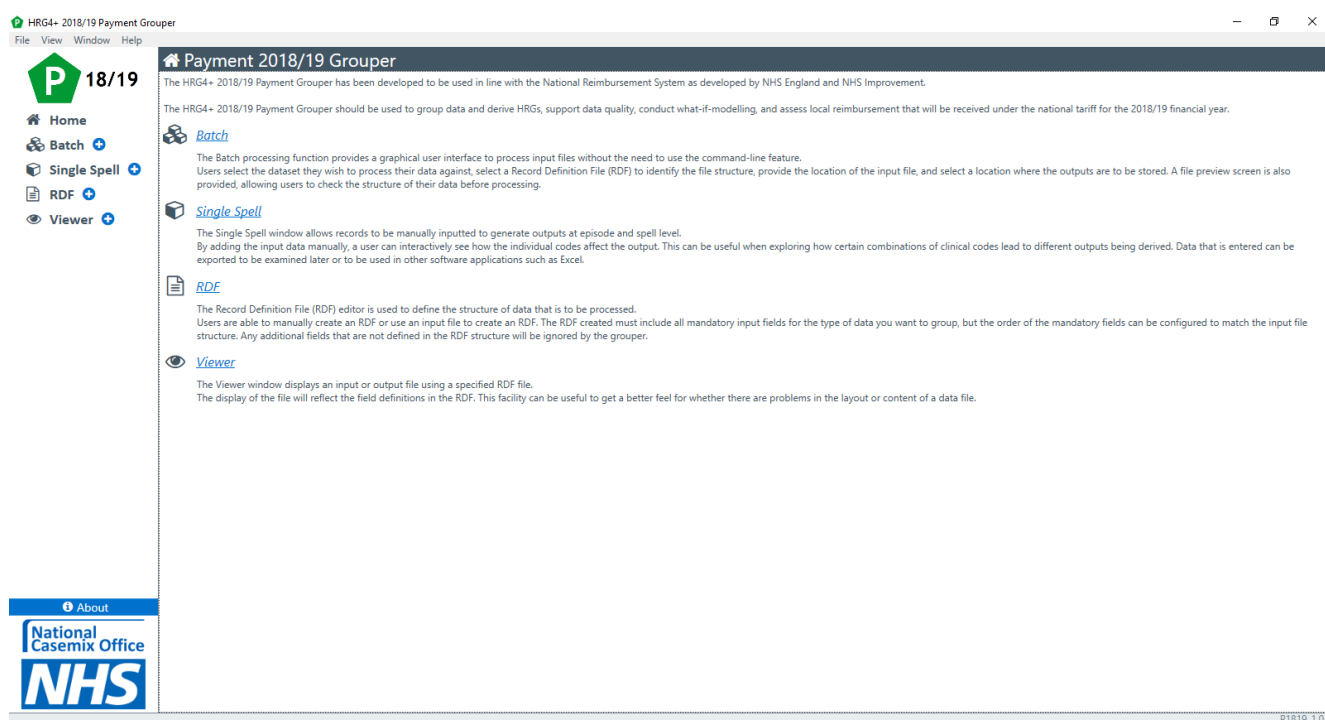 HRG4+ 2018/19 Payment Grouper
File View Window Help
P 18/19
Home
Batch
Single Spell
RDF
Viewer
Payment 2018/19 Grouper
The HRG4+ 2018/19 Payment Grouper has been developed to be used in line with the National Reimbursement System as developed by NHS England and NHS Improvement.
The HRG4+ 2018/19 Payment Grouper should be used to group data and derive HRGs, support data quality, conduct what-if-modelling, and assess local reimbursement that will be received under the national tariff for the 2018/19 financial year.
Batch
The Batch processing function provides a graphical user interface to process input files without the need to use the command-line feature.
Users select the dataset they wish to process their data against, select a Record Definition File (RDF) to identify the file structure, provide the location of the input file, and select a location where the outputs are to be stored. A file preview screen is also
provided, allowing users to check the structure of their data before processing.
Single Spell
The Single Spell window allows records to be manually inputted to generate outputs at episode and spell level.
By adding the input data manually, a user can interactively see how the individual codes affect the output. This can be useful when exploring how certain combinations of clinical codes lead to different outputs being derived. Data that is entered can be
exported to be examined later or to be used in other software applications such as Excel.
RDF
The Record Definition File (RDF) editor is used to define the structure of data that is to be processed.
Users are able to manually create an RDF or use an input file to create an RDF. The RDF created must include all mandatory input fields for the type of data you want to group, but the order of the mandatory fields can be configured to match the input file
structure. Any additional fields that are not defined in the RDF structure will be ignored by the grouper.
Viewer
The Viewer window displays an input or output file using a specified RDF file.
The display of the file will reflect the field definitions in the RDF. This facility can be useful to get a better feel for whether there are problems in the layout or content of a data file.
About
National
Casemix Office
NHS
P1819_1.0